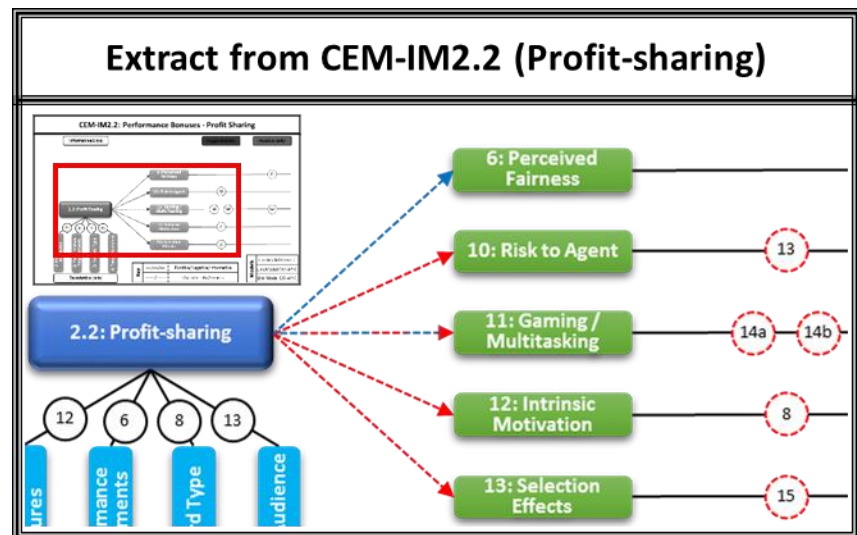 Extract from CEM-IM2.2 (Profit-sharing)
CEM-IM2.2: Performance Bonuses - Profit Sharing
2.2: Profit-sharing
6: Perceived
Fairness
10: Risk to Agent
13
11: Gaming /
Multitasking
14a
14b
12: Intrinsic
Motivation
8
13: Selection
Effects
15
12
6
8
13
ures
mance
ments
d Type
udience